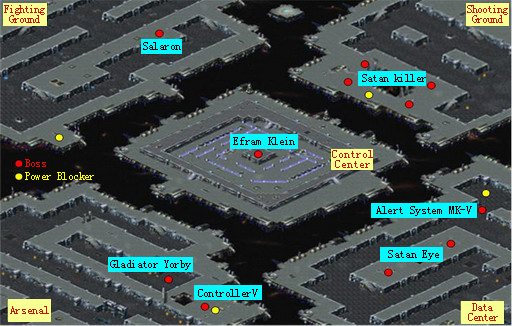 Fighting
Ground
Shooting
Ground
Salaron
Satan killer
Efram Klein
Control
Center
Boss
Power Blocker
Alert System MK-V
Satan Eye
Gladiator Yorby
ControllerV
Arsenal
Data
Center